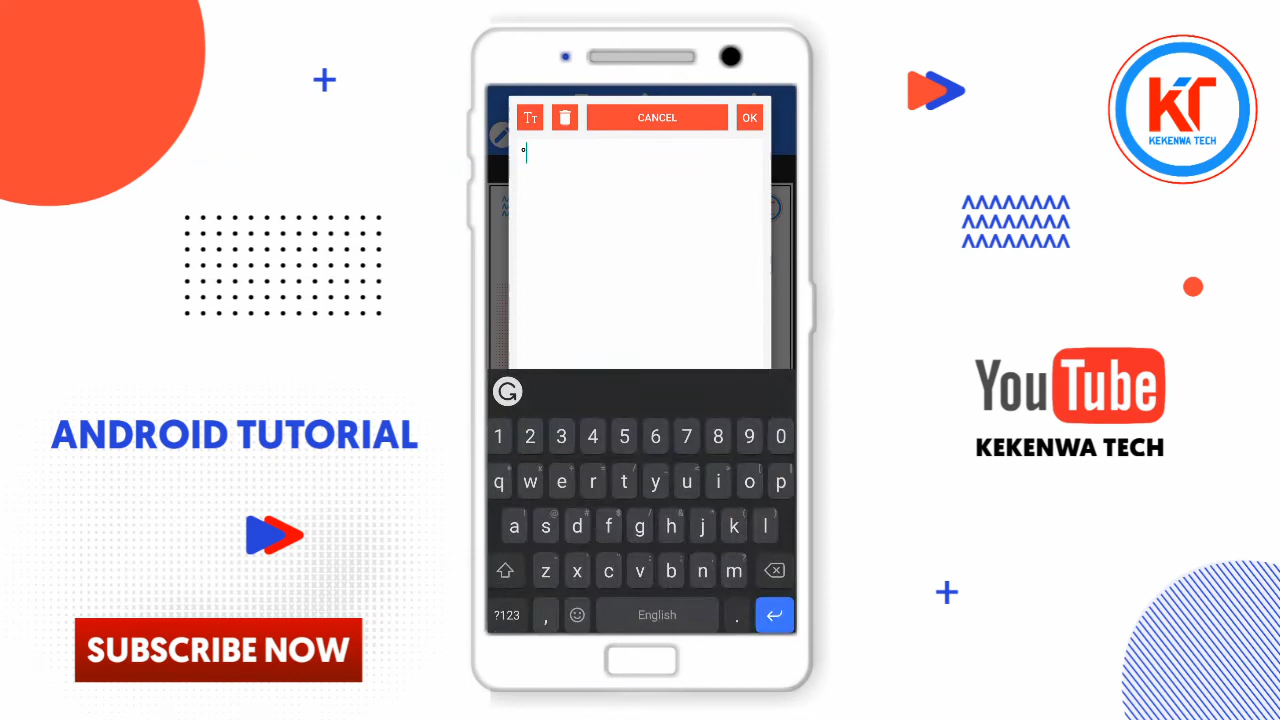 KT
KEKENWA TECH
TT
CANCEL
OK
°
ANDROID TUTORIAL
SUBSCRIBE NOW
YouTube
KEKENWA TECH
G
1 2 3 4 5 6 7 8 9 0
q w e r t y u i o p
a s d f g h j k l
z x c v b n m
?123 , English .